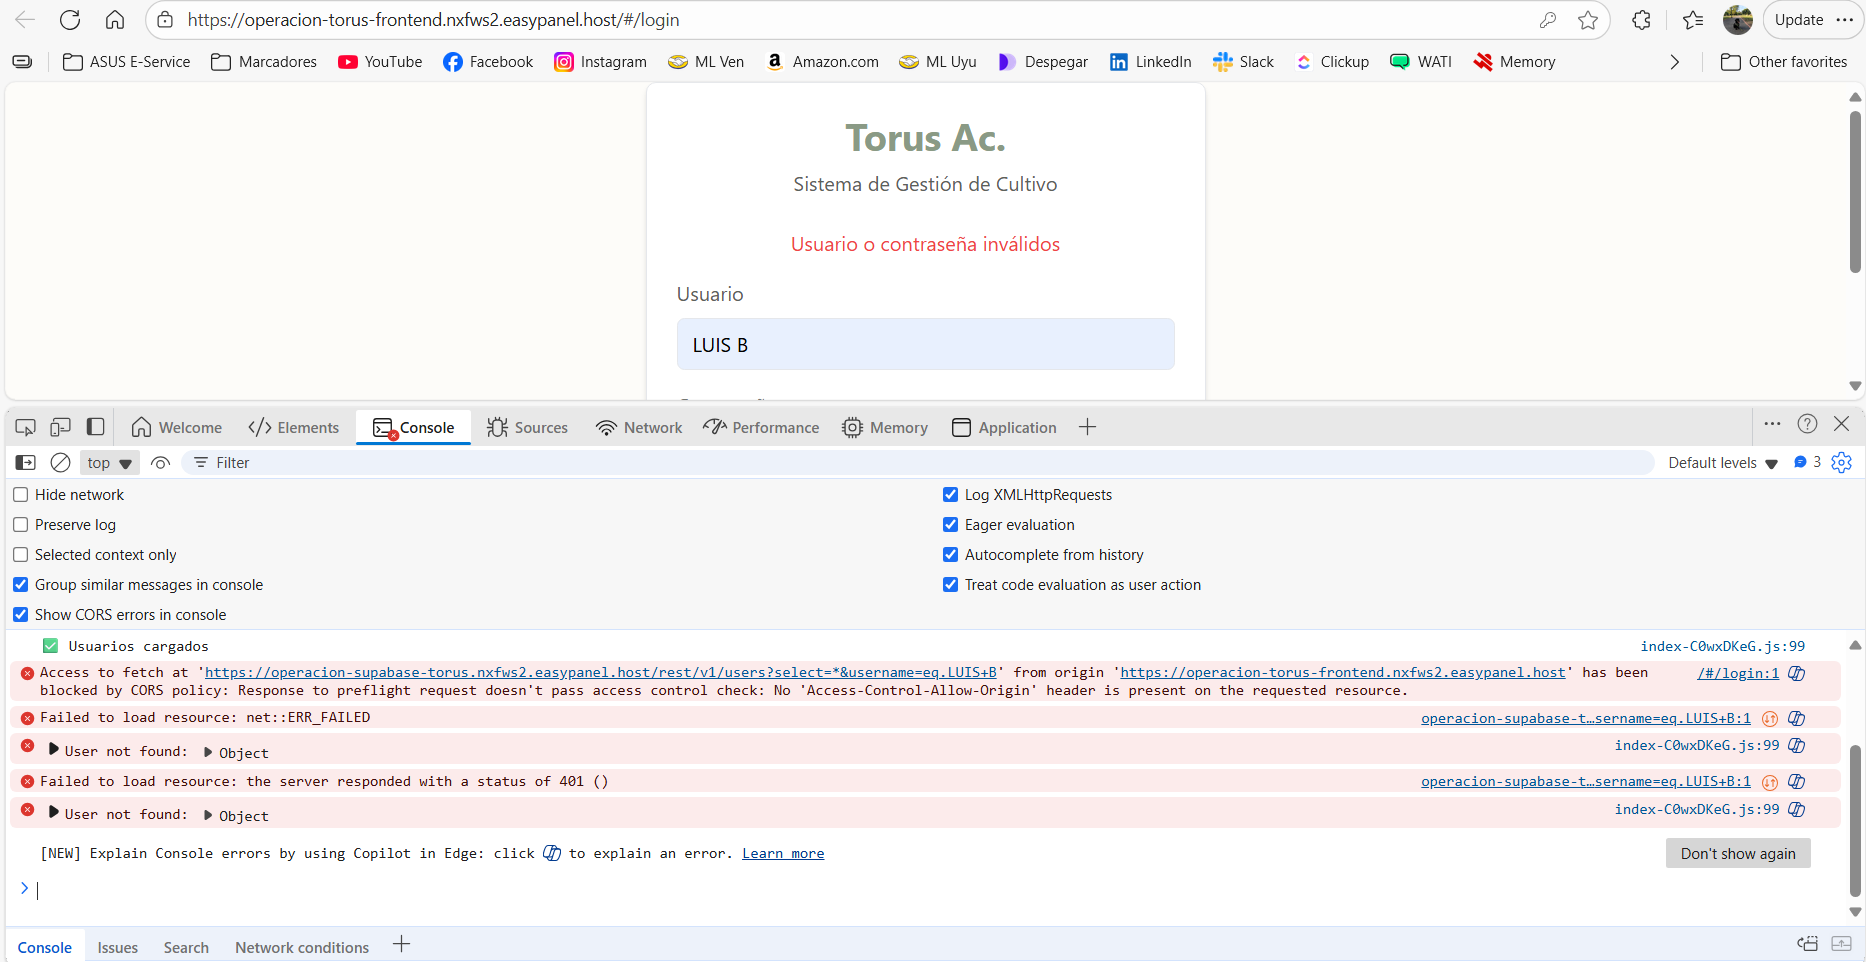 https://operacion-torus-frontend.nxfws2.easypanel.host/#/login
Update
ASUS E-Service Marcadores YouTube Facebook Instagram ML Ven Amazon.com ML Uyu Despegar LinkedIn Slack Clickup WATI Memory Other favorites
Torus Ac.
Sistema de Gestión de Cultivo
Usuario o contraseña inválidos
Usuario
LUIS B
Welcome Elements Console Sources Network Performance Memory Application
top Filter Default levels 3
Hide network Log XMLHttpRequests
Preserve log Eager evaluation
Selected context only Autocomplete from history
Group similar messages in console Treat code evaluation as user action
Show CORS errors in console
Usuarios cargados index-C0wxDKeG.js:99
Access to fetch at 'https://operacion-supabase-torus.nxfws2.easypanel.host/rest/v1/users?select=*&username=eq.LUIS+B' from origin 'https://operacion-torus-frontend.nxfws2.easypanel.host' has been /#/login:1
blocked by CORS policy: Response to preflight request doesn't pass access control check: No 'Access-Control-Allow-Origin' header is present on the requested resource.
Failed to load resource: net::ERR_FAILED operacion-supabase-t…sername=eq.LUIS+B:1
User not found: Object index-C0wxDKeG.js:99
Failed to load resource: the server responded with a status of 401 () operacion-supabase-t…sername=eq.LUIS+B:1
User not found: Object index-C0wxDKeG.js:99
[NEW] Explain Console errors by using Copilot in Edge: click to explain an error. Learn more Don't show again
Console Issues Search Network conditions